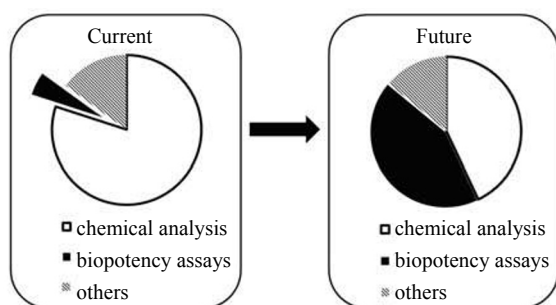 Current
chemical analysis
biopotency assays
others
Future
chemical analysis
biopotency assays
others